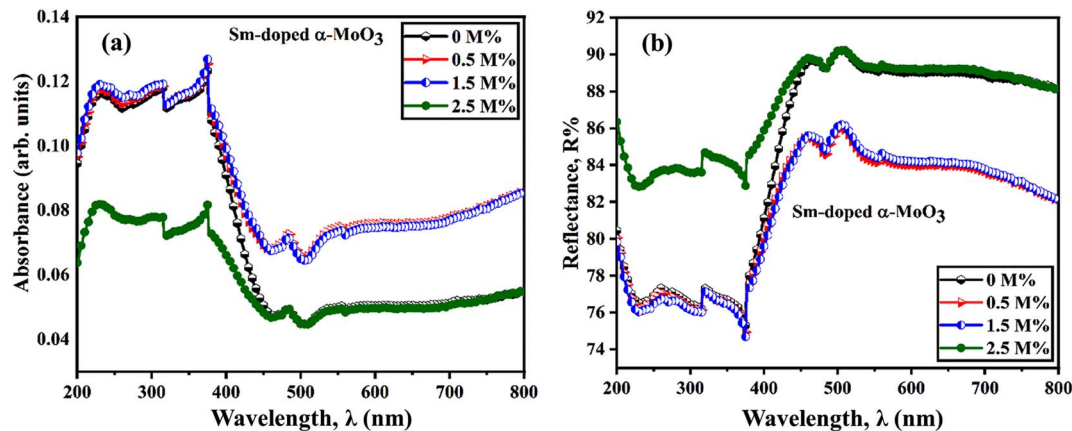 (a)
Sm-doped α-MoO3
0 M%
0.5 M%
1.5 M%
2.5 M%
Absorbance (arb. units)
0.14
0.12
0.10
0.08
0.06
0.04
200 300 400 500 600 700 800
Wavelength, λ (nm)
(b)
Sm-doped α-MoO3
0 M%
0.5 M%
1.5 M%
2.5 M%
Reflectance, R%
92
90
88
86
84
82
80
78
76
74
200 300 400 500 600 700 800
Wavelength, λ (nm)